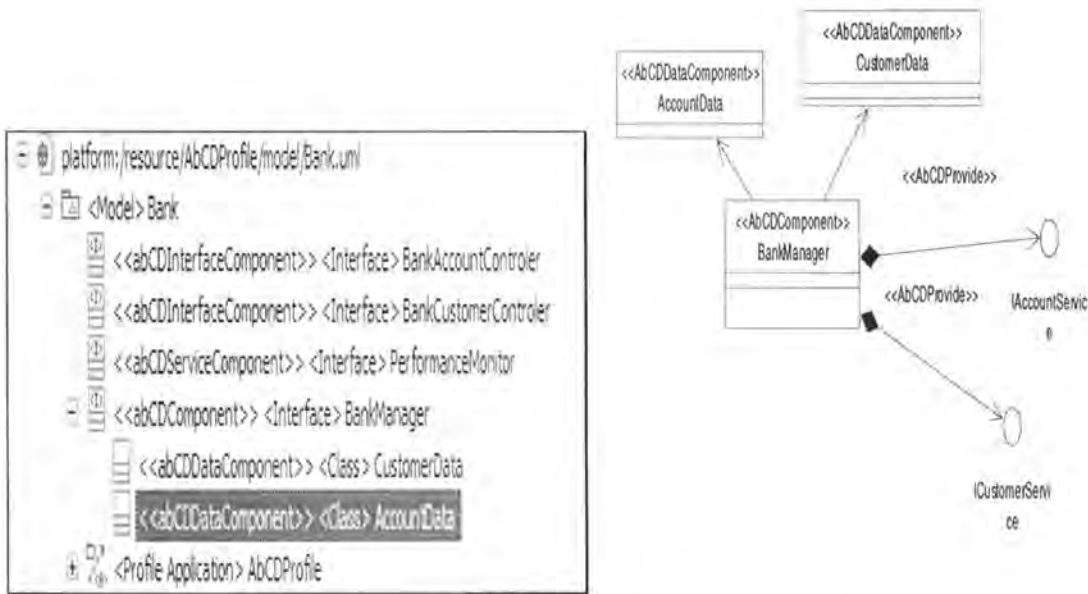 platform:/resource/AbCDProfile/model/Bank.uml
<Model> Bank
<<abCDInterfaceComponent>> <Interface> BankAccountControler
<<abCDInterfaceComponent>> <Interface> BankCustomerControler
<<abCDServiceComponent>> <Interface> PerformanceMonitor
<<abCDComponent>> <Interface> BankManager
<<abCDDataComponent>> <Class> CustomerData
<<abCDDataComponent>> <Class> AccountData
<Profile Application> AbCDProfile
<<AbCDDataComponent>>
CustomerData
<<AbCDDataComponent>>
AccountData
<<AbCDProvide>>
<<AbCDComponent>>
BankManager
<<AbCDProvide>>
IAccountServic
e
ICustomerServi
ce